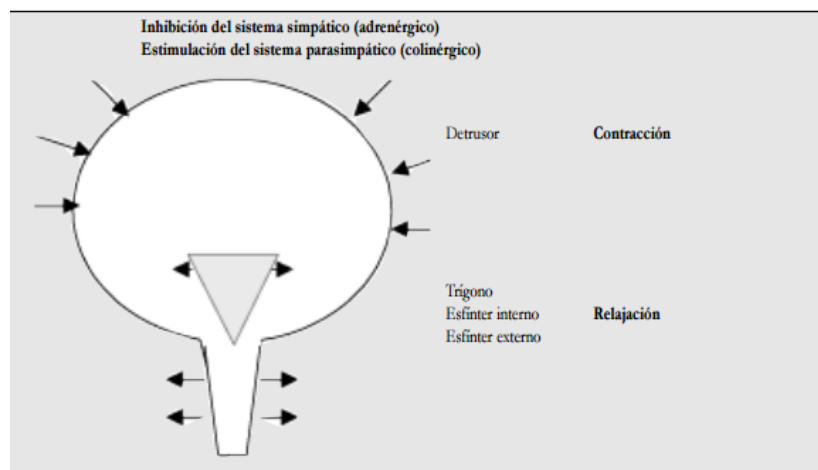 Inhibición del sistema simpático (adrenérgico)
Estimulación del sistema parasimpático (colinérgico)
Detrusor Contracción
Trígono
Esfínter interno Relajación
Esfínter externo